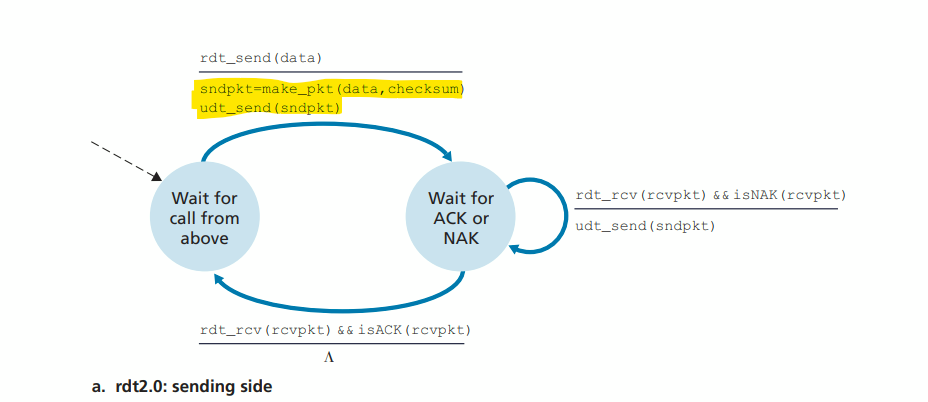 rdt_send(data)
sndpkt=make_pkt(data,checksum)
udt_send(sndpkt)
Wait for
call from
above
Wait for
ACK or
NAK
rdt_rcv(rcvpkt) && isNAK(rcvpkt)
udt_send(sndpkt)
rdt_rcv(rcvpkt) && isACK(rcvpkt)
Λ
a. rdt2.0: sending side